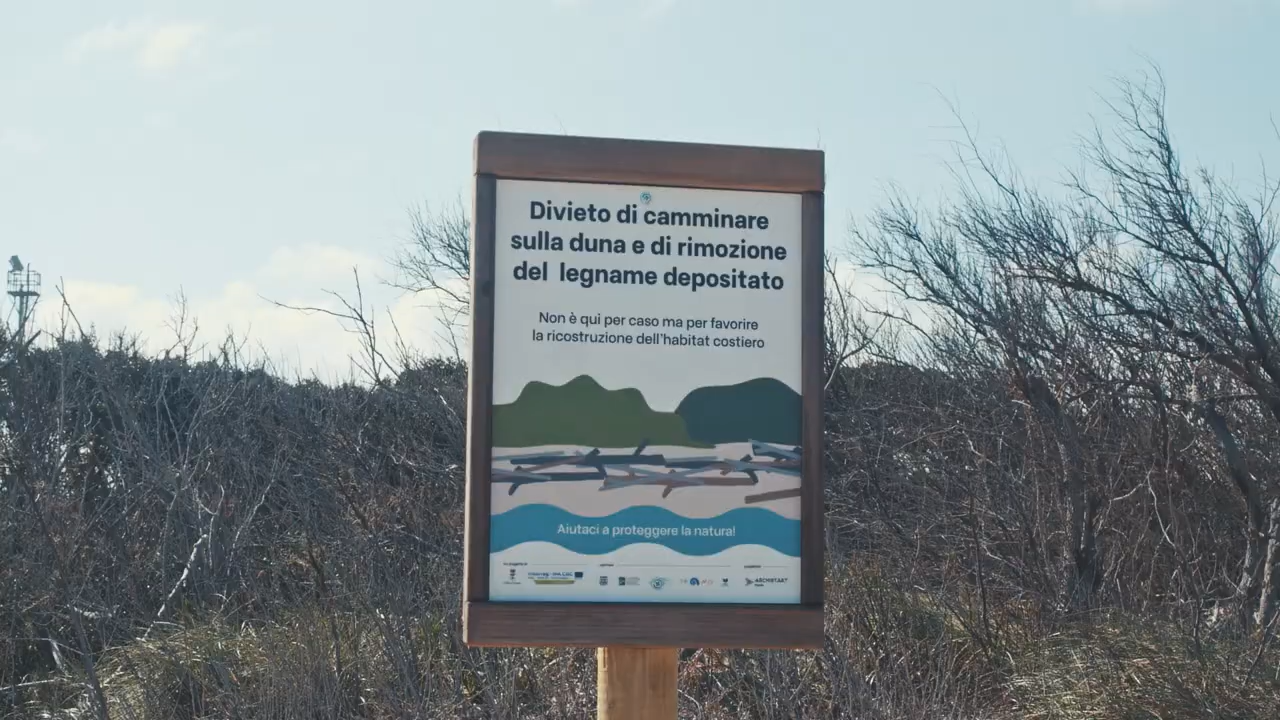 Divieto di camminare
sulla duna e di rimozione
del legname depositato
Non è qui per caso ma per favorire
la ricostruzione dell'habitat costiero
Aiutaci a proteggere la natura!
ARCHISTART